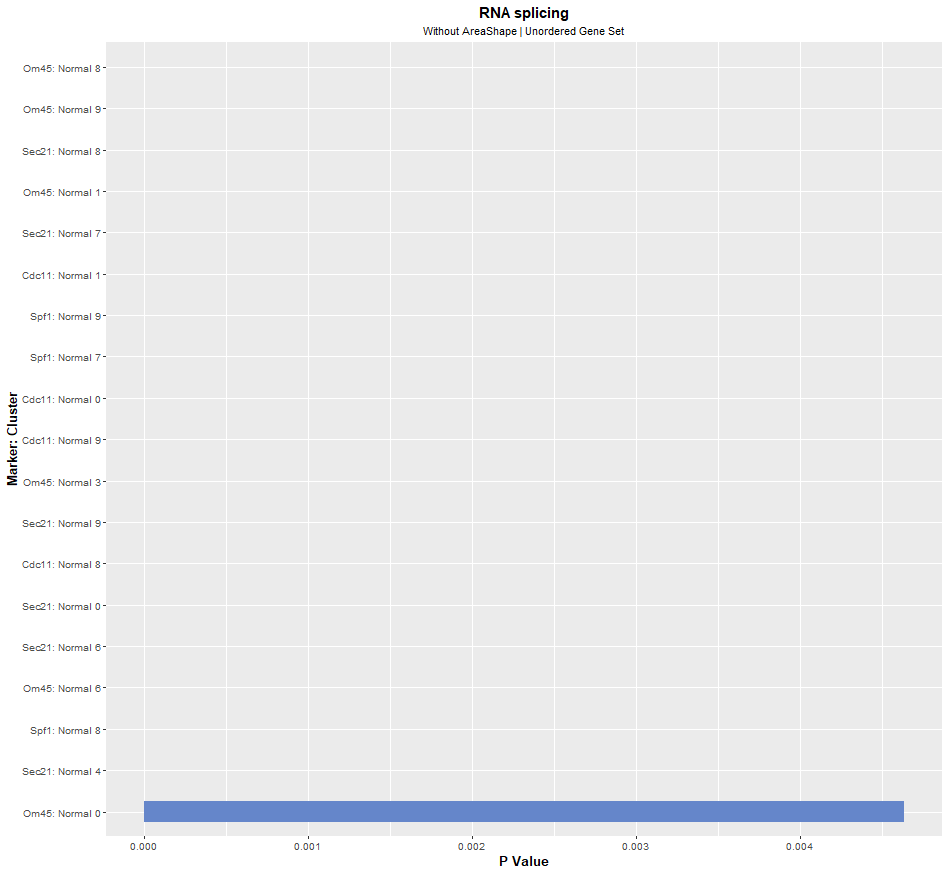 RNA splicing
Without AreaShape | Unordered Gene Set
Marker: Cluster
Om45: Normal 8
Om45: Normal 9
Sec21: Normal 8
Om45: Normal 1
Sec21: Normal 7
Cdc11: Normal 1
Spf1: Normal 9
Spf1: Normal 7
Cdc11: Normal 0
Cdc11: Normal 9
Om45: Normal 3
Sec21: Normal 9
Cdc11: Normal 8
Sec21: Normal 0
Sec21: Normal 6
Om45: Normal 6
Spf1: Normal 8
Sec21: Normal 4
Om45: Normal 0
0.000 0.001 0.002 0.003 0.004
P Value